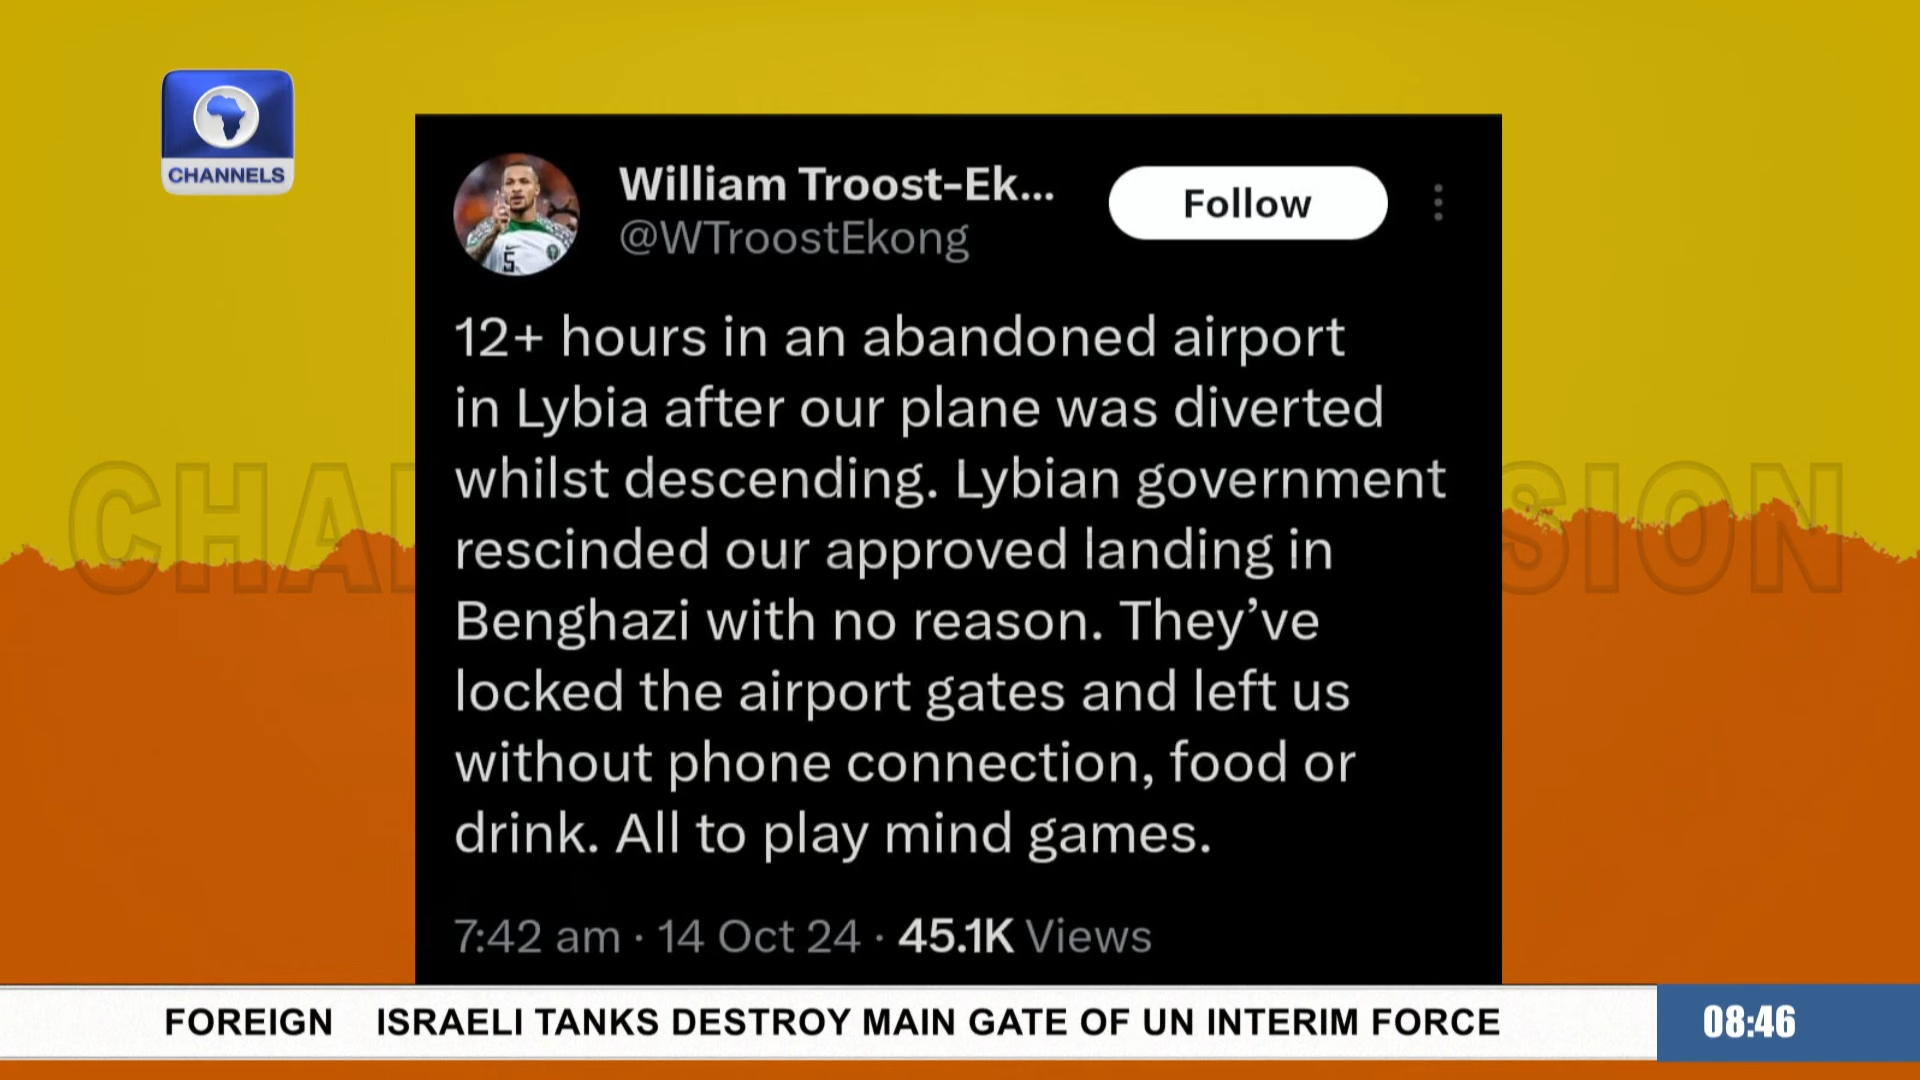 CHANNELS
William Troost-Ek...
Follow
@WTroostEkong
5
12+ hours in an abandoned airport
in Lybia after our plane was diverted
whilst descending. Lybian government
rescinded our approved landing in
Benghazi with no reason. They’ve
locked the airport gates and left us
without phone connection, food or
drink. All to play mind games.
7:42 am · 14 Oct 24 · 45.1K Views
FOREIGN ISRAELI TANKS DESTROY MAIN GATE OF UN INTERIM FORCE
08:46